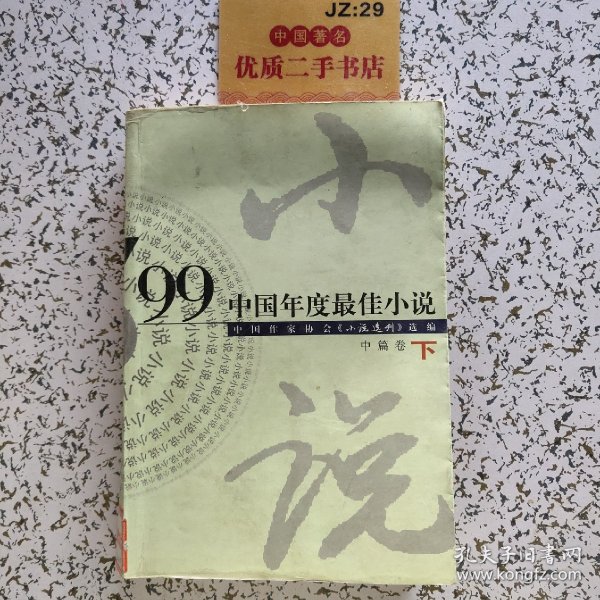 JZ:29
中国著名
优质二手书店
小
'99中国年度最佳小说
中国作家协会《小说选刊》选编
中篇卷 下
说
孔夫子旧书网
www.kongfz.com